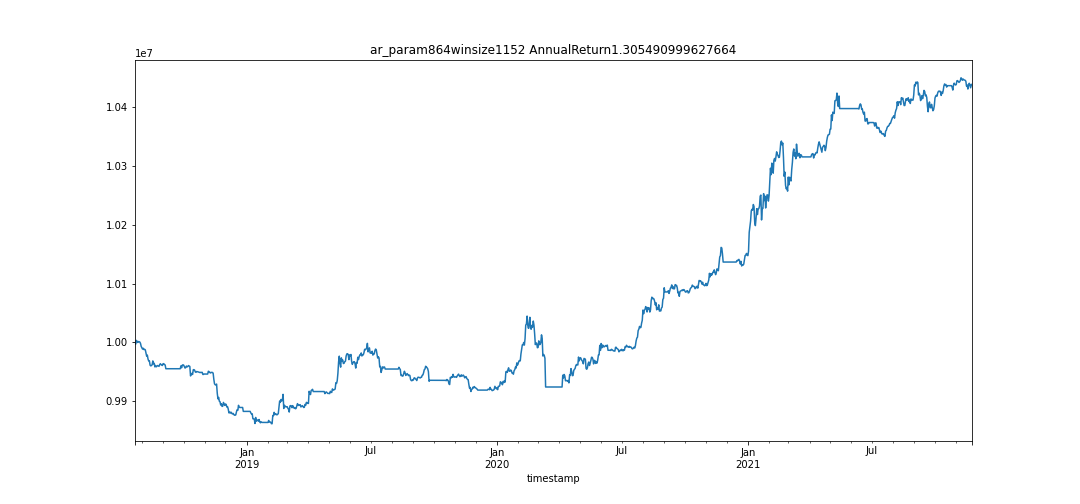 ar_param864winsize1152 AnnualReturn1.305490999627664
1e7
1.04
1.03
1.02
1.01
1.00
0.99
Jan
2019
Jul
Jan
2020
Jul
Jan
2021
Jul
timestamp